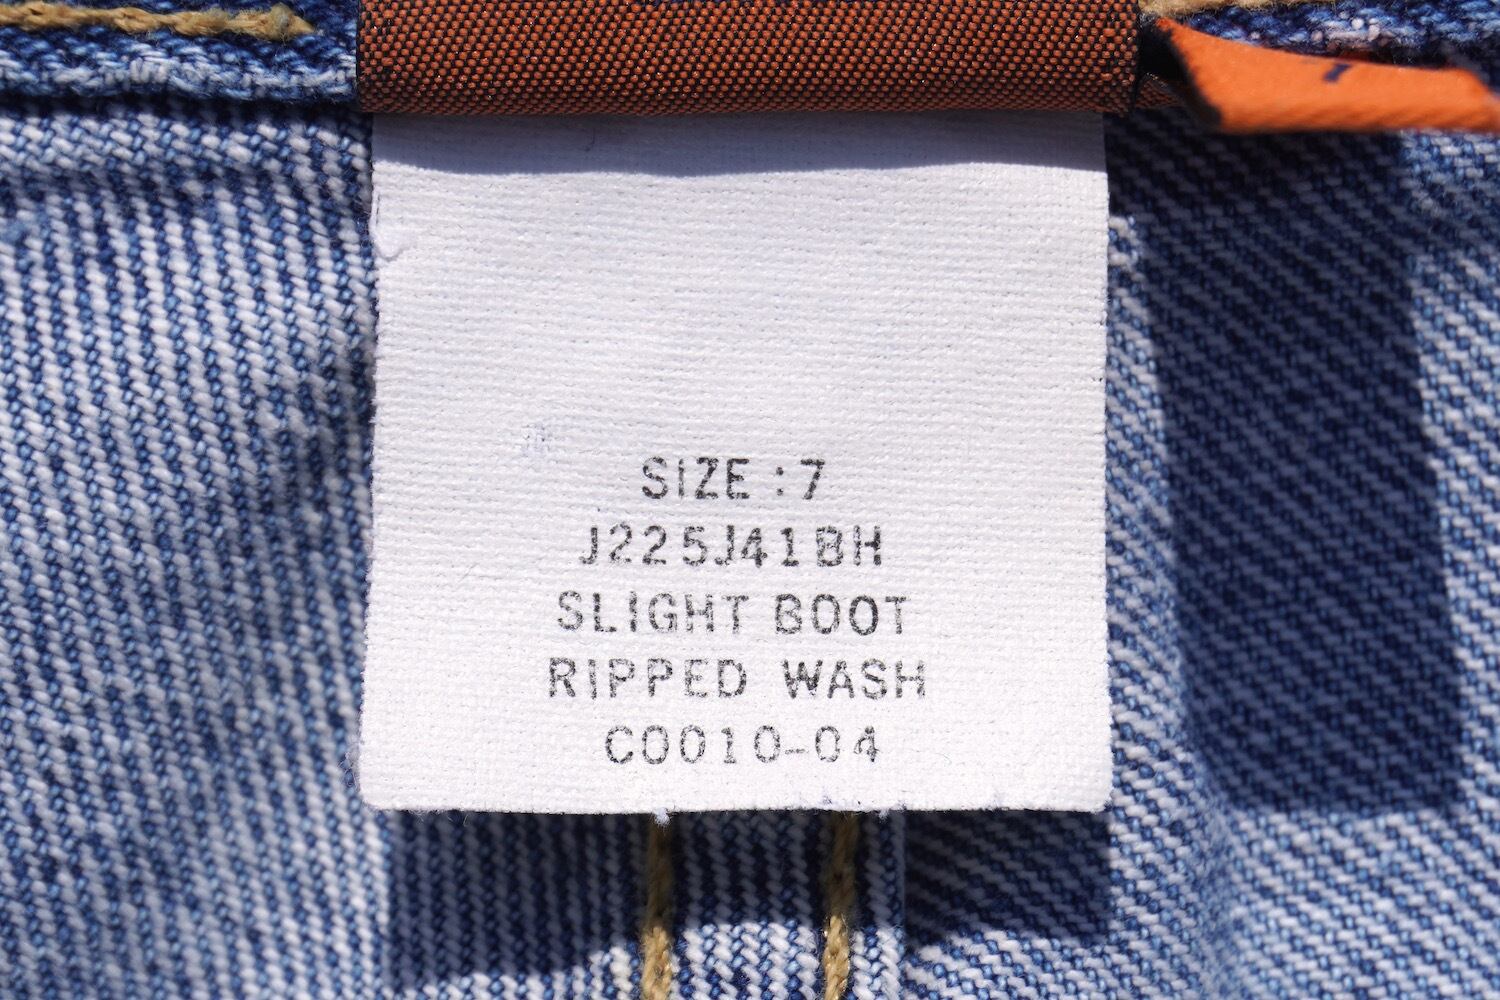 SIZE : 7
J225J41BH
SLIGHT BOOT
RIPPED WASH
C0010-04